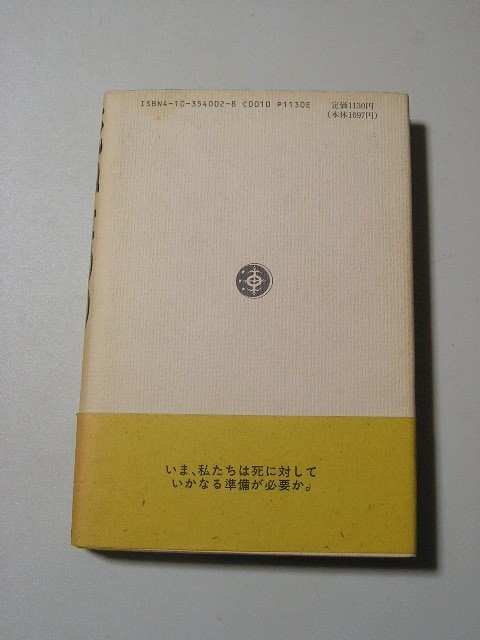 ISBN4-10-354002-8 C0010 P1130E
定価1130円
(本体1097円)
いま、私たちは死に対して
いかなる準備が必要か。